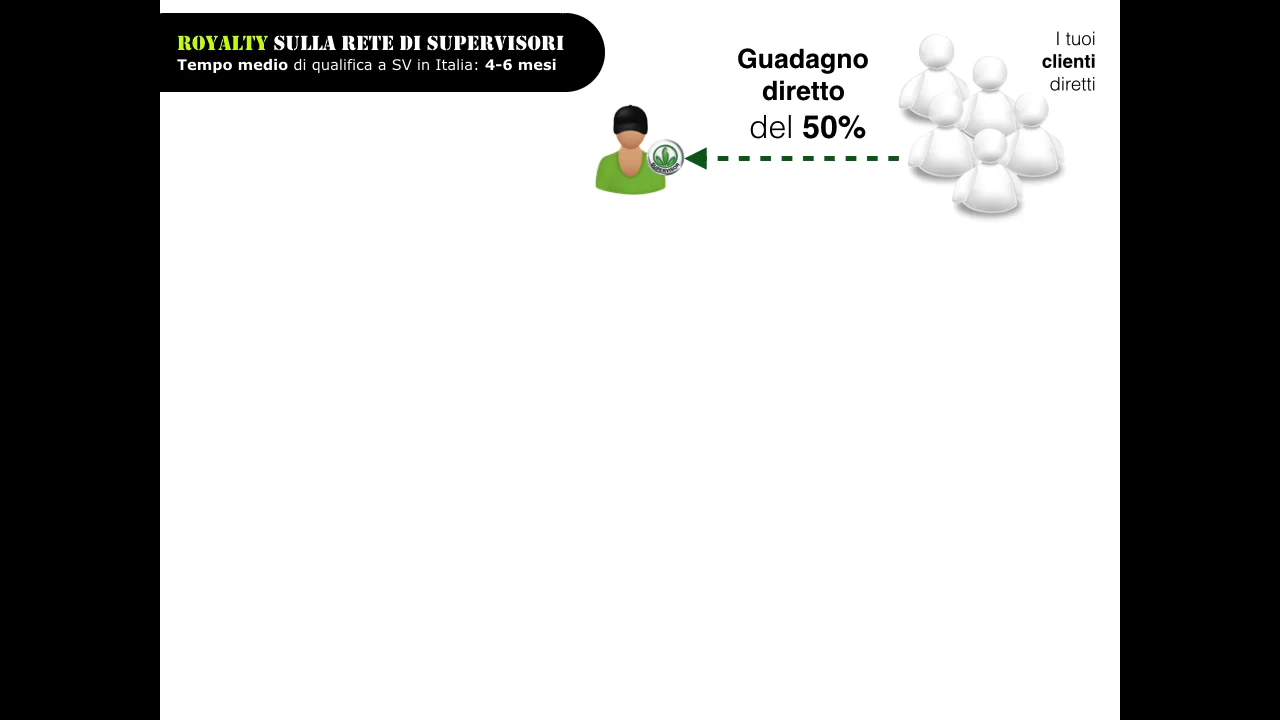 ROYALTY SULLA RETE DI SUPERVISORI
Tempo medio di qualifica a SV in Italia: 4-6 mesi
Guadagno
diretto
del 50%
I tuoi
clienti
diretti